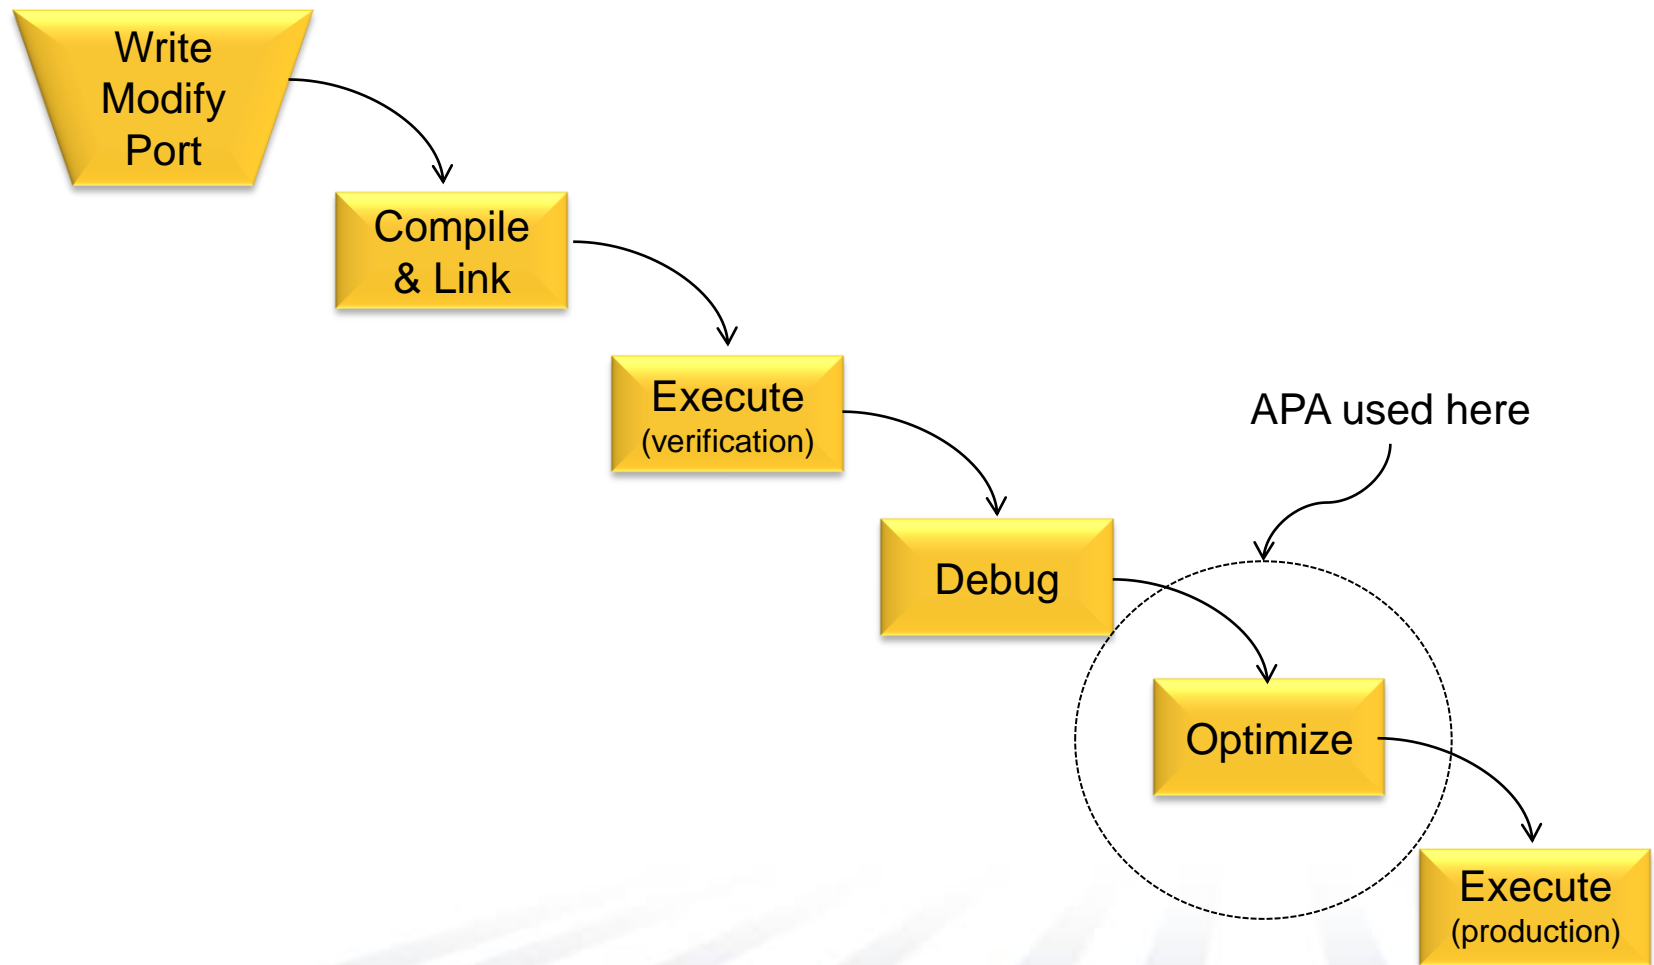 Write
Modify
Port
Compile
& Link
Execute
(verification)
APA used here
Debug
Optimize
Execute
(production)